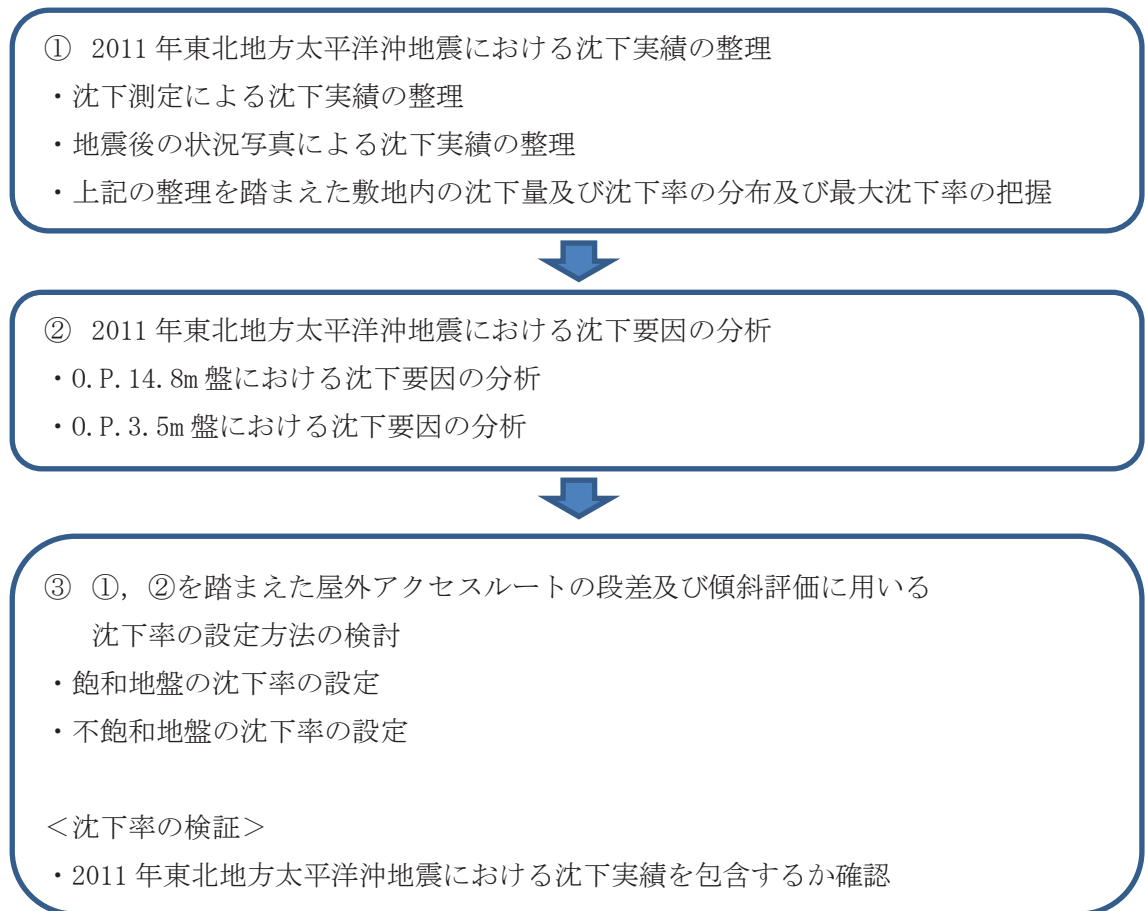 ① 2011年東北地方太平洋沖地震における沈下実績の整理
・沈下測定による沈下実績の整理
・地震後の状況写真による沈下実績の整理
・上記の整理を踏まえた敷地内の沈下量及び沈下率の分布及び最大沈下率の把握
② 2011年東北地方太平洋沖地震における沈下要因の分析
・O.P.14.8m盤における沈下要因の分析
・O.P.3.5m盤における沈下要因の分析
③ ①，②を踏まえた屋外アクセスルートの段差及び傾斜評価に用いる
沈下率の設定方法の検討
・飽和地盤の沈下率の設定
・不飽和地盤の沈下率の設定
＜沈下率の検証＞
・2011年東北地方太平洋沖地震における沈下実績を包含するか確認